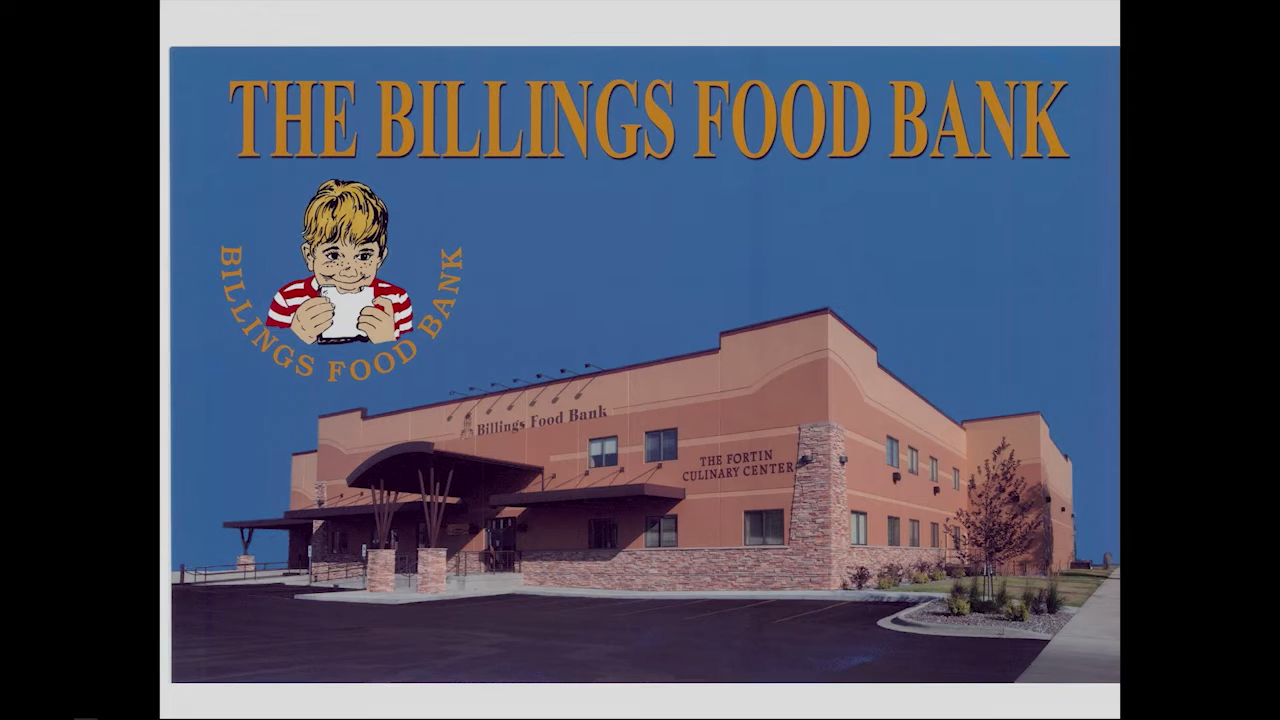 THE BILLINGS FOOD BANK
BILLINGS FOOD BANK
Billings Food Bank
THE FORTIN
CULINARY CENTER